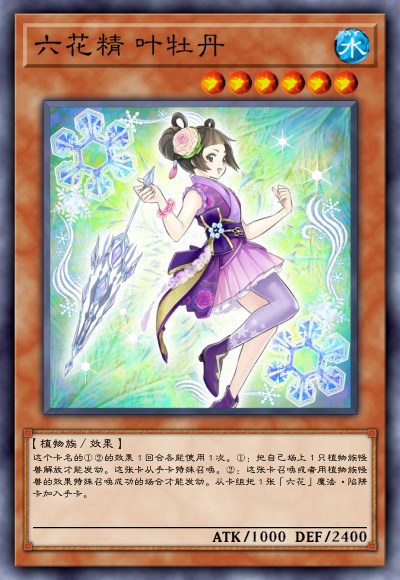 六花精 叶牡丹
水
【植物族／效果】
这个卡名的①②的效果1回合各能使用1次。①：把自己场上1只植物族怪
兽解放才能发动。这张卡从手卡特殊召唤。②：这张卡召唤或者用植物族怪
兽的效果特殊召唤成功的场合才能发动。从卡组把1张「六花」魔法·陷阱
卡加入手卡。
ATK/1000 DEF/2400